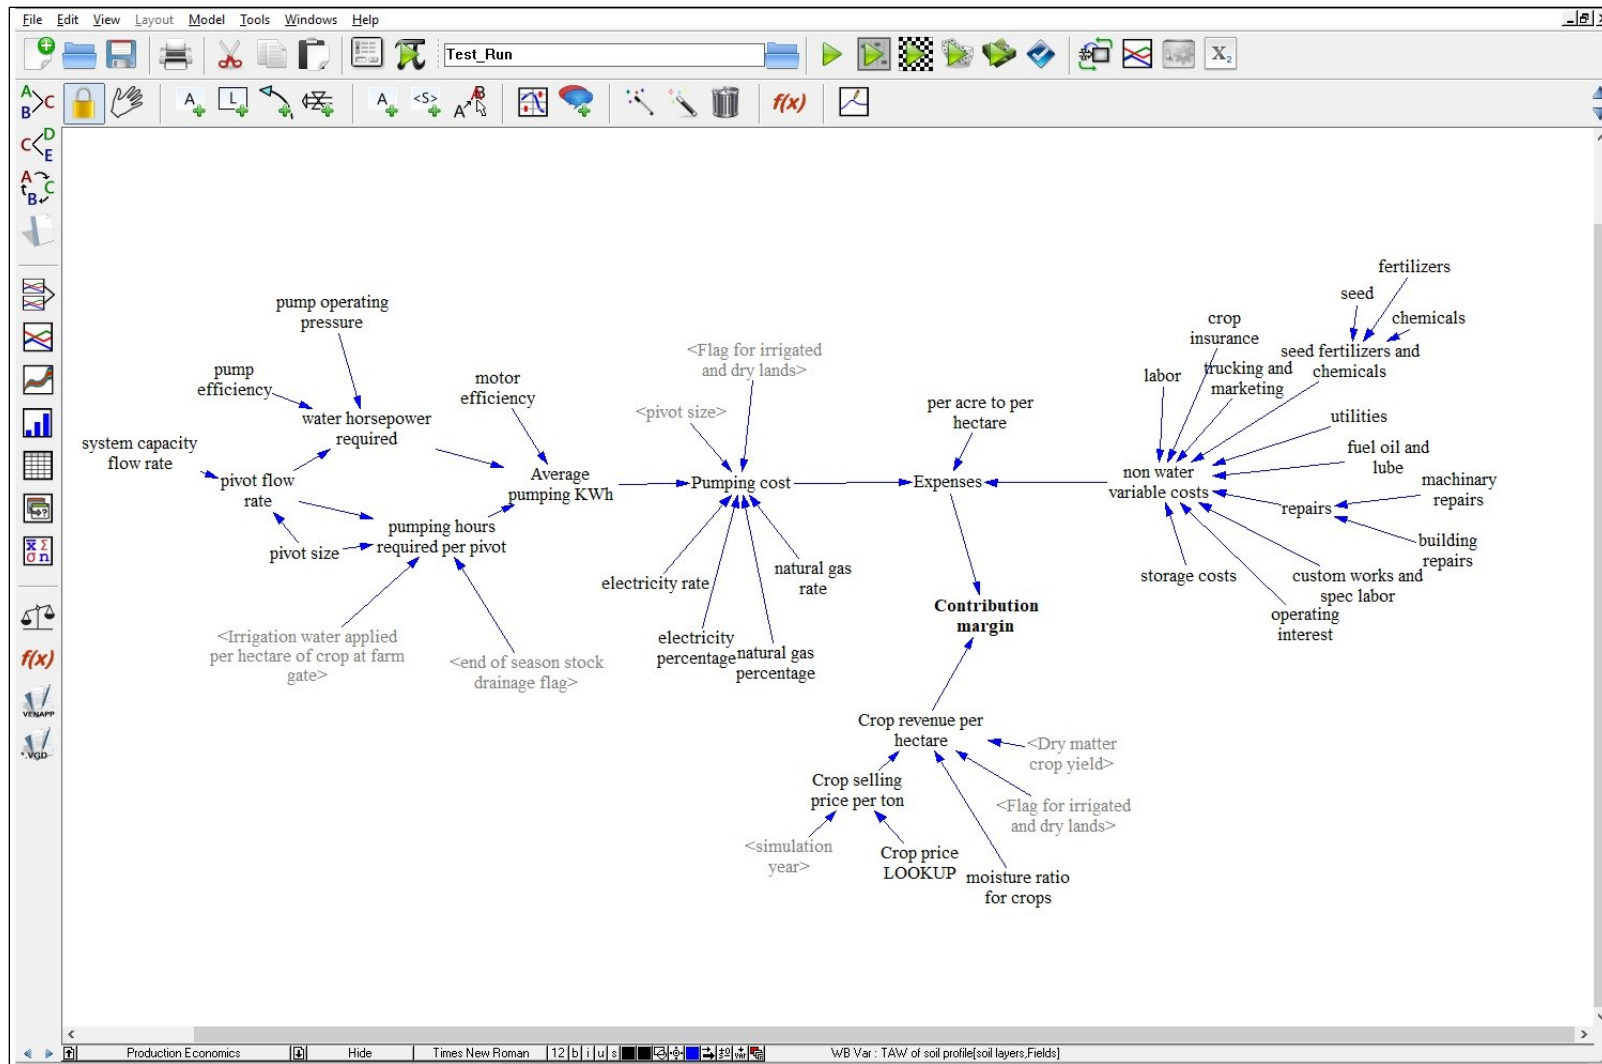 File Edit View Layout Model Tools Windows Help
Test_Run
X₂
A B C
A L A <S> A B A f(x)
C D E
A C B
fertilizers
seed
pump operating
pressure
crop
insurance
chemicals
<Flag for irrigated
and dry lands>
seed fertilizers and
chemicals
trucking and
marketing
labor
pump
efficiency
motor
efficiency
<pivot size>
per acre to per
hectare
utilities
water horsepower
required
system capacity
flow rate
fuel oil and
lube
Average
pumping KWh
Pumping cost
Expenses
non water
variable costs
machinary
repairs
pivot flow
rate
repairs
pumping hours
required per pivot
pivot size
building
repairs
electricity rate
natural gas
rate
storage costs
custom works and
spec labor
operating
interest
Contribution
margin
<Irrigation water applied
per hectare of crop at farm
gate>
<end of season stock
drainage flag>
electricity
percentage
natural gas
percentage
f(x)
VENAPP
*.VGD
Crop revenue per
hectare
<Dry matter
crop yield>
Crop selling
price per ton
<Flag for irrigated
and dry lands>
<simulation
year>
Crop price
LOOKUP
moisture ratio
for crops
Production Economics Hide Times New Roman 12 b i u s WB Var : TAW of soil profile[soil layers,Fields]